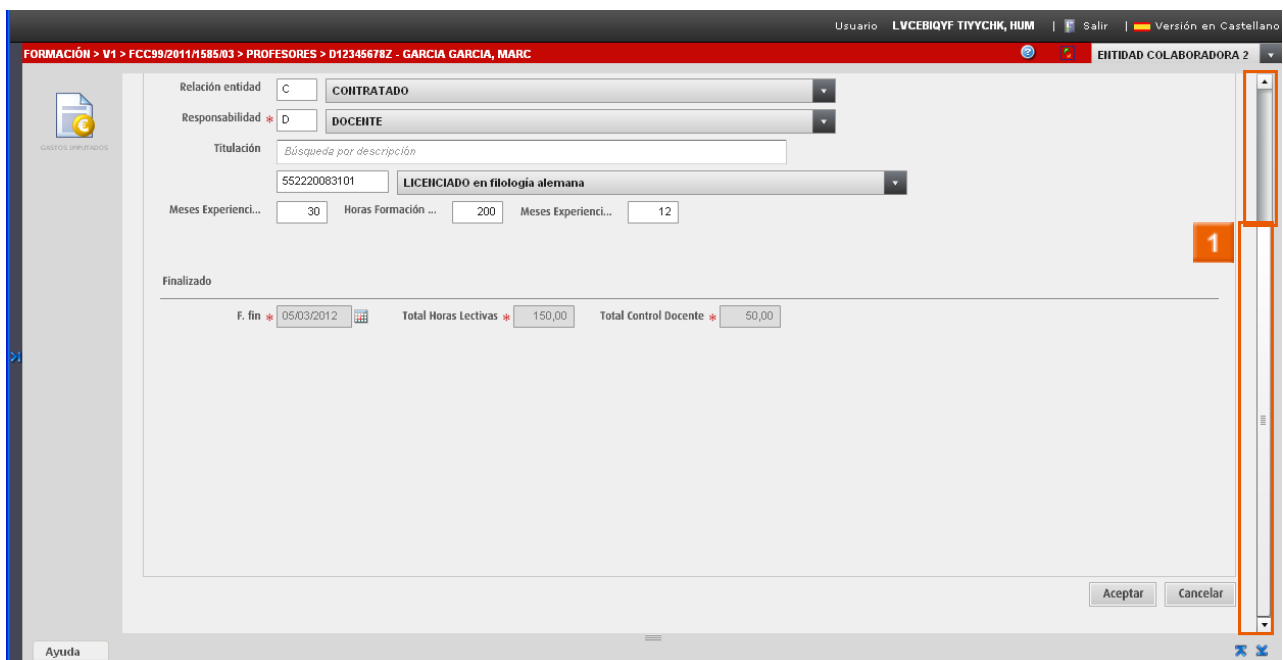 Usuario LVCEBIQYF TIYYCHK, HUM | Salir | Versión en Castellano
FORMACIÓN > V1 > FCC99/2011/1585/03 > PROFESORES > D12345678Z - GARCIA GARCIA, MARC ENTIDAD COLABORADORA 2
Relación entidad C CONTRATADO
Responsabilidad * D DOCENTE
GASTOS IMPUTADOS
Titulación Búsqueda por descripción
552220083101 LICENCIADO en filología alemana
Meses Experienci... 30 Horas Formación ... 200 Meses Experienci... 12
1
Finalizado
F. fin * 05/03/2012 Total Horas Lectivas * 150,00 Total Control Docente * 50,00
Aceptar Cancelar
Ayuda